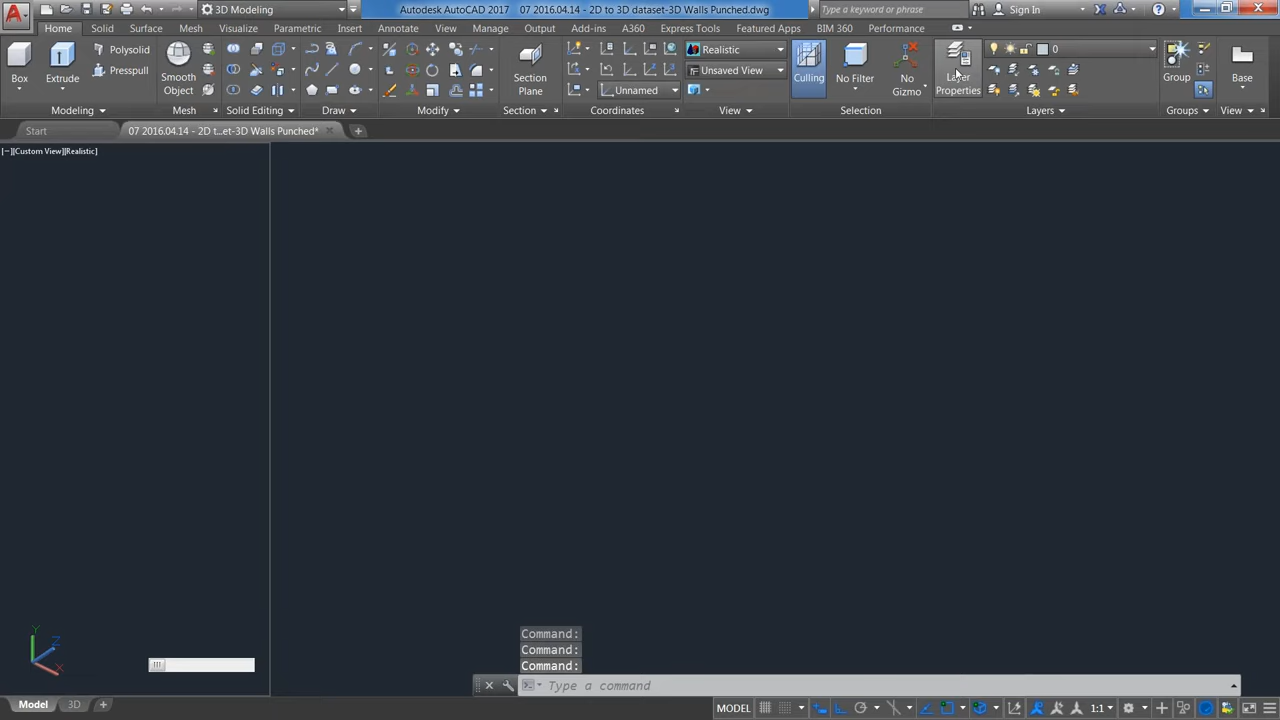 3D Modeling
Autodesk AutoCAD 2017 07 2016.04.14 - 2D to 3D dataset-3D Walls Punched.dwg
Type a keyword or phrase
Sign In
Home Solid Surface Mesh Visualize Parametric Insert Annotate View Manage Output Add-ins A360 Express Tools Featured Apps BIM 360 Performance
Polysolid
Presspull
Realistic
Unsaved View
Unnamed
0
Box
Extrude
Smooth
Object
Section
Plane
Culling
No Filter
No
Gizmo
Layer
Properties
Group
Base
Modeling Mesh Solid Editing Draw Modify Section Coordinates View Selection Layers Groups View
Start
07 2016.04.14 - 2D t...et-3D Walls Punched*
[−][Custom View][Realistic]
Y
Z
X
Command:
Command:
Command:
Type a command
Model 3D
MODEL
1:1